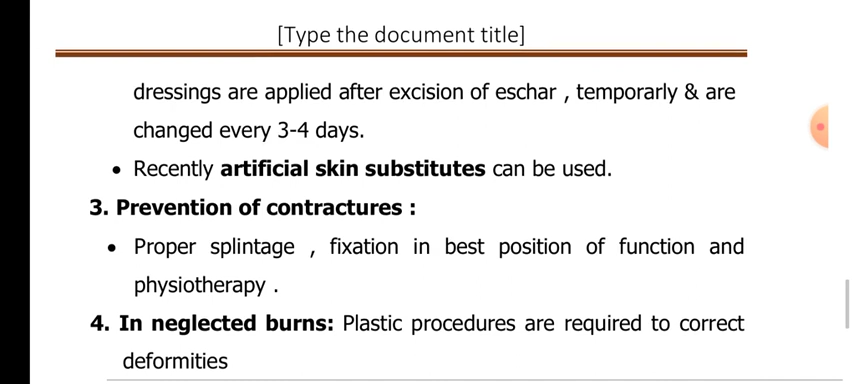 [Type the document title]
dressings are applied after excision of eschar , temporarly & are
changed every 3-4 days.
• Recently artificial skin substitutes can be used.
3. Prevention of contractures :
• Proper splintage , fixation in best position of function and
physiotherapy .
4. In neglected burns: Plastic procedures are required to correct
deformities